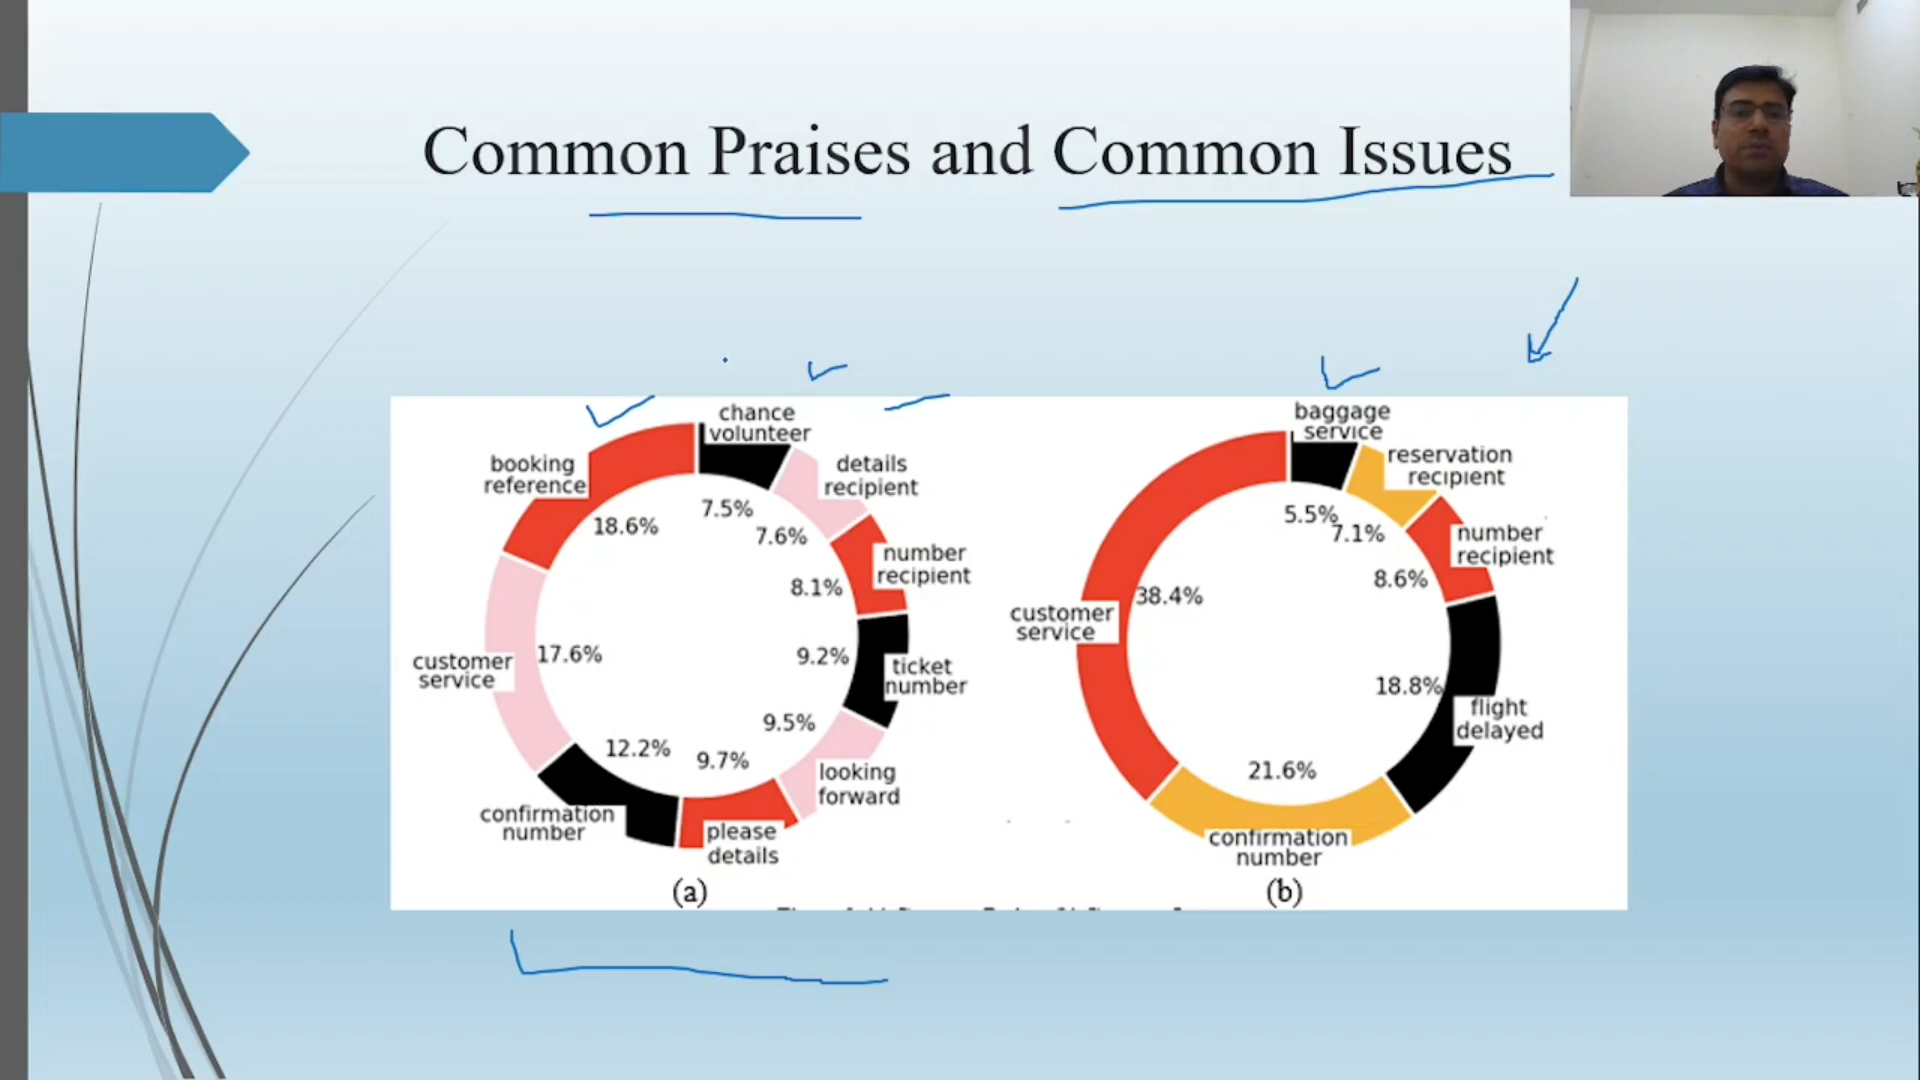 Common Praises and Common Issues
chance
volunteer
details
recipient
number
recipient
ticket
number
looking
forward
please
details
confirmation
number
customer
service
booking
reference
7.5%
7.6%
8.1%
9.2%
9.5%
9.7%
12.2%
17.6%
18.6%
(a)
baggage
service
reservation
recipient
number
recipient
flight
delayed
confirmation
number
customer
service
5.5%
7.1%
8.6%
18.8%
21.6%
38.4%
(b)